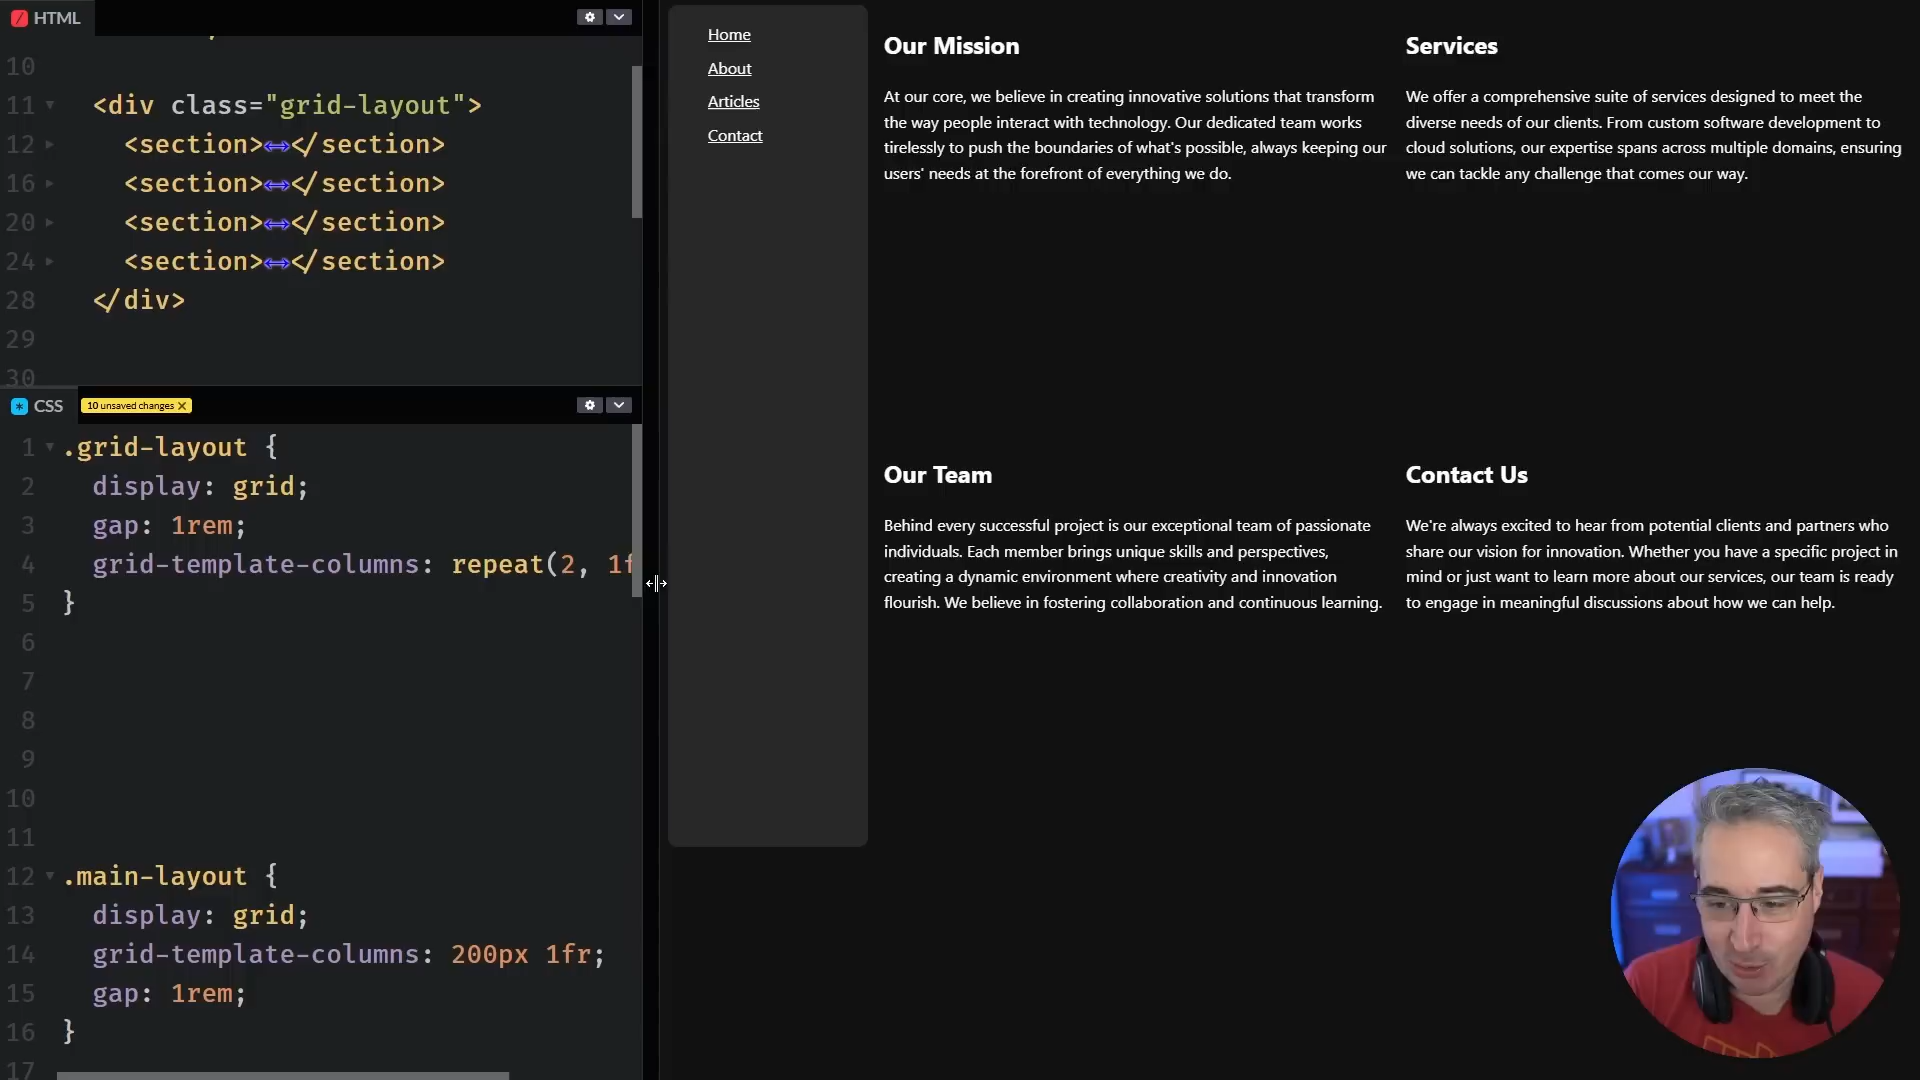 HTML
10
11 <div class="grid-layout">
12 <section></section>
16 <section></section>
20 <section></section>
24 <section></section>
28 </div>
29
30
CSS 10 unsaved changes
1 .grid-layout {
2 display: grid;
3 gap: 1rem;
4 grid-template-columns: repeat(2, 1f
5 }
6
7
8
9
10
11
12 .main-layout {
13 display: grid;
14 grid-template-columns: 200px 1fr;
15 gap: 1rem;
16 }
17
Home
About
Articles
Contact
Our Mission
At our core, we believe in creating innovative solutions that transform
the way people interact with technology. Our dedicated team works
tirelessly to push the boundaries of what's possible, always keeping our
users' needs at the forefront of everything we do.
Services
We offer a comprehensive suite of services designed to meet the
diverse needs of our clients. From custom software development to
cloud solutions, our expertise spans across multiple domains, ensuring
we can tackle any challenge that comes our way.
Our Team
Behind every successful project is our exceptional team of passionate
individuals. Each member brings unique skills and perspectives,
creating a dynamic environment where creativity and innovation
flourish. We believe in fostering collaboration and continuous learning.
Contact Us
We're always excited to hear from potential clients and partners who
share our vision for innovation. Whether you have a specific project in
mind or just want to learn more about our services, our team is ready
to engage in meaningful discussions about how we can help.